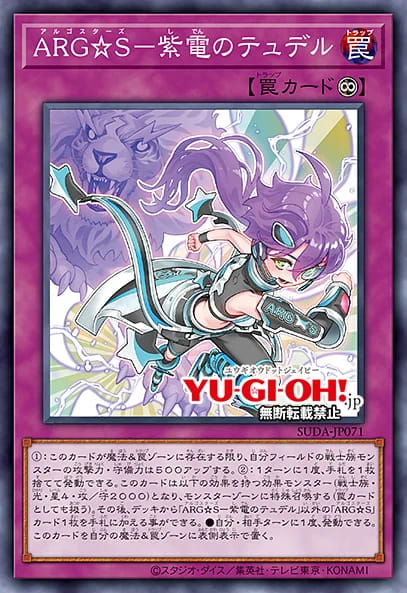 アルゴスターズ し でん
ARG☆S－紫電のテュデル
トラップ
罠
トラップ
【罠カード】
ARG☆S
ユウギオウドットジェイピー
YU-GI-OH!.jp
無断転載禁止
SUDA-JP071
①：このカードが魔法＆罠ゾーンに存在する限り、自分フィールドの戦士族モン
スターの攻撃力・守備力は５００アップする。②：１ターンに１度、手札を１枚
捨てて発動できる。このカードは以下の効果を持つ効果モンスター（戦士族・
光・星４・攻／守２０００）となり、モンスターゾーンに特殊召喚する（罠カード
としても扱う）。その後、デッキから「ARG☆S－紫電のテュデル」以外の「ARG☆S」
カード１枚を手札に加える事ができる。●自分・相手ターンに１度、発動できる。
このカードを自分の魔法＆罠ゾーンに表側表示で置く。
©スタジオ・ダイス／集英社・テレビ東京・KONAMI